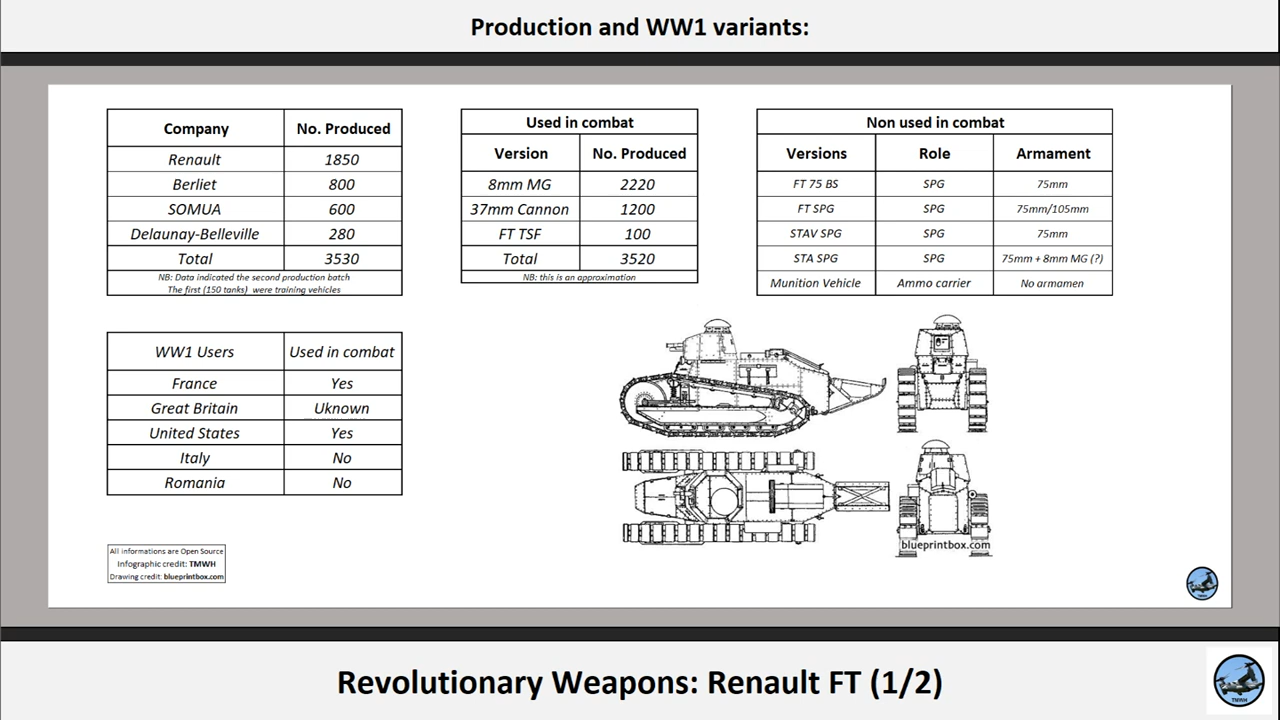 Production and WW1 variants:
Company No. Produced
Renault 1850
Berliet 800
SOMUA 600
Delaunay-Belleville 280
Total 3530
NB: Data indicated the second production batch
The first (150 tanks) were training vehicles
Used in combat
Version No. Produced
8mm MG 2220
37mm Cannon 1200
FT TSF 100
Total 3520
NB: this is an approximation
Non used in combat
Versions Role Armament
FT 75 BS SPG 75mm
FT SPG SPG 75mm/105mm
STAV SPG SPG 75mm
STA SPG SPG 75mm + 8mm MG (?)
Munition Vehicle Ammo carrier No armamen
WW1 Users Used in combat
France Yes
Great Britain Uknown
United States Yes
Italy No
Romania No
blueprintbox.com
All informations are Open Source
Infographic credit: TMWH
Drawing credit: blueprintbox.com
TMWH
Revolutionary Weapons: Renault FT (1/2)
TMWH